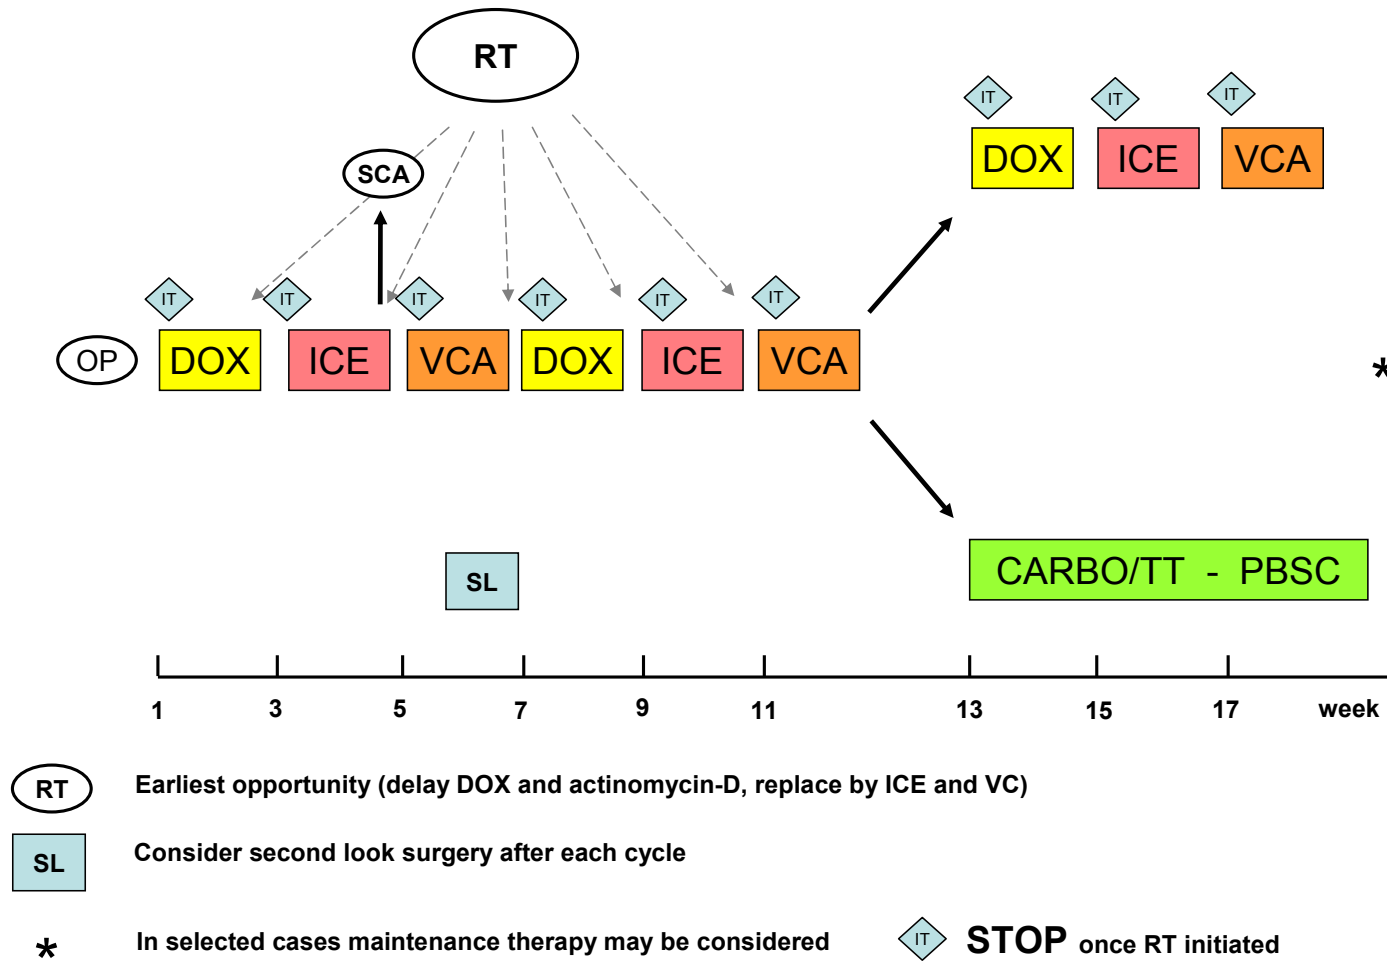 RT
IT IT IT
DOX ICE VCA
SCA
IT IT IT IT IT IT
OP DOX ICE VCA DOX ICE VCA
*
CARBO/TT - PBSC
SL
1 3 5 7 9 11 13 15 17 week
RT Earliest opportunity (delay DOX and actinomycin-D, replace by ICE and VC)
SL Consider second look surgery after each cycle
* In selected cases maintenance therapy may be considered
IT STOP once RT initiated